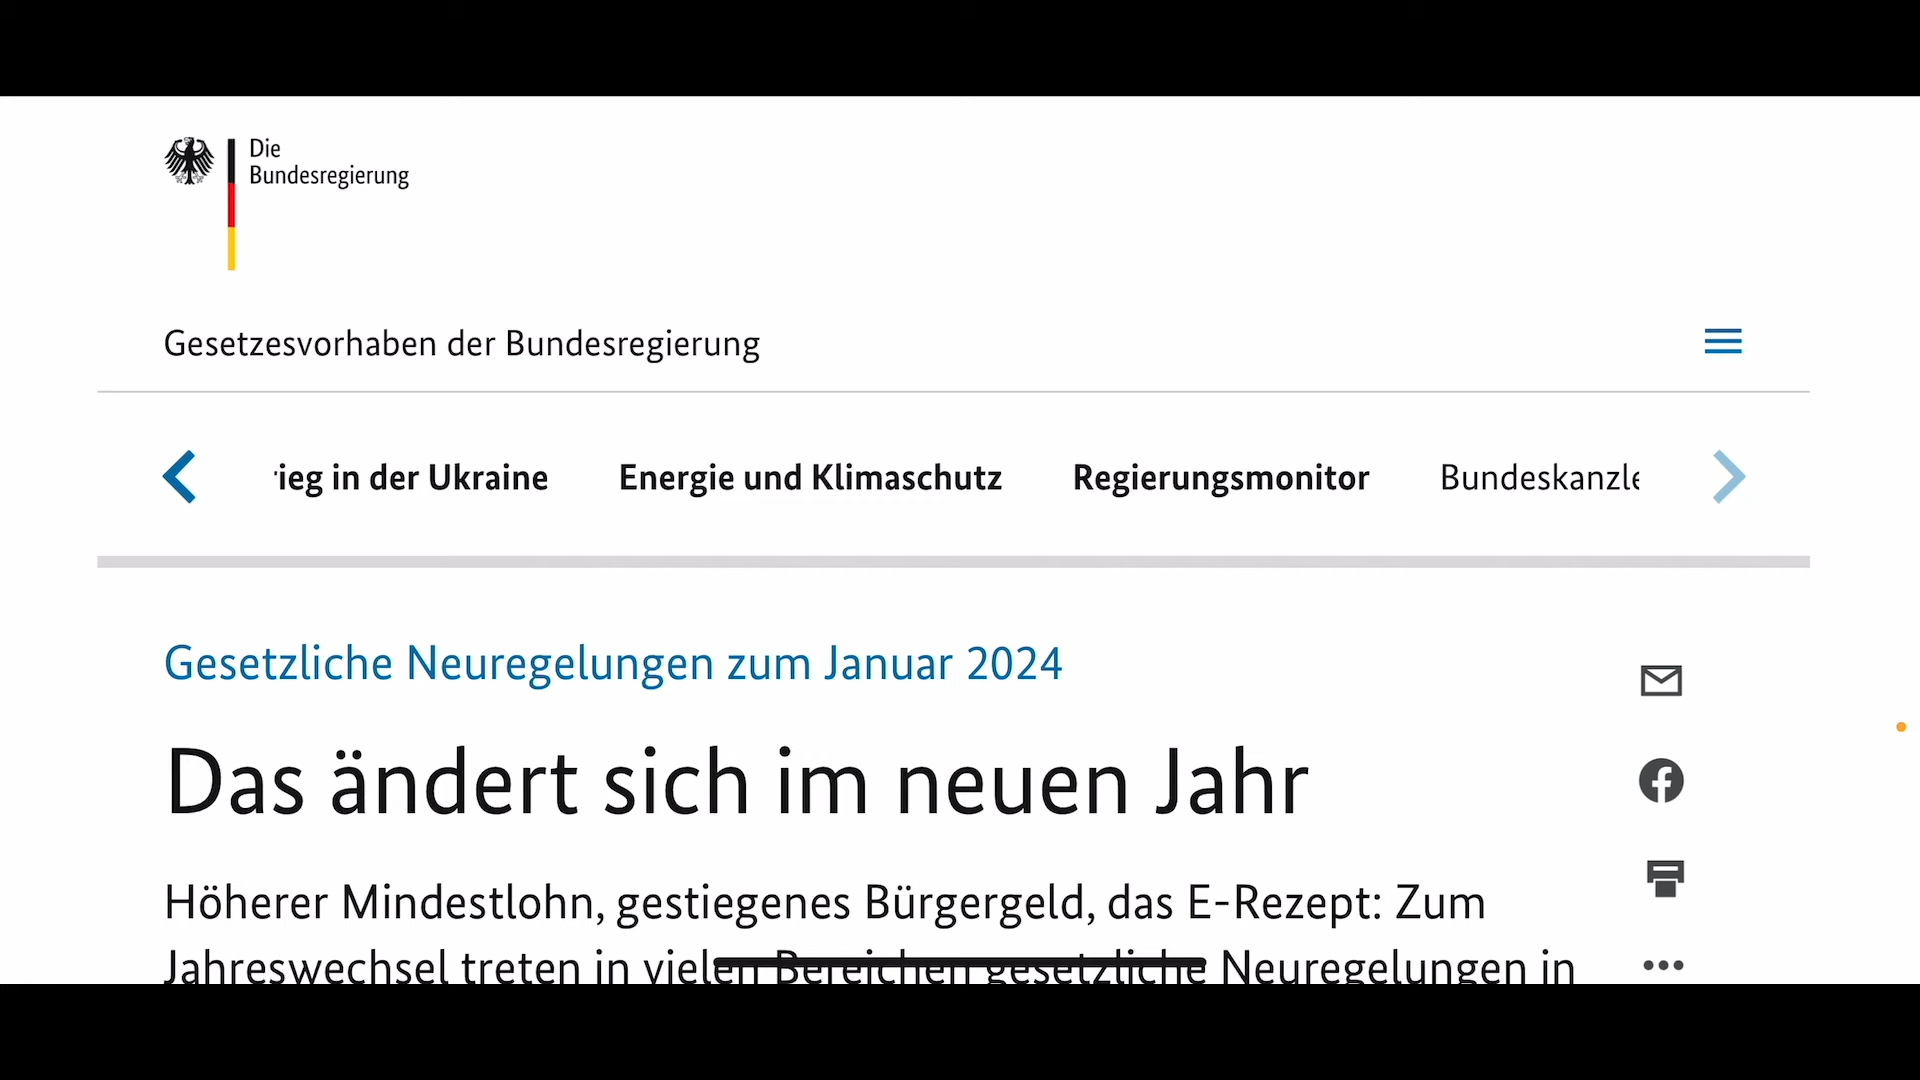 Die
Bundesregierung
Gesetzesvorhaben der Bundesregierung
ieg in der Ukraine
Energie und Klimaschutz
Regierungsmonitor
Bundeskanzle
Gesetzliche Neuregelungen zum Januar 2024
Das ändert sich im neuen Jahr
Höherer Mindestlohn, gestiegenes Bürgergeld, das E-Rezept: Zum
Jahreswechsel treten in vielen Bereichen gesetzliche Neuregelungen in